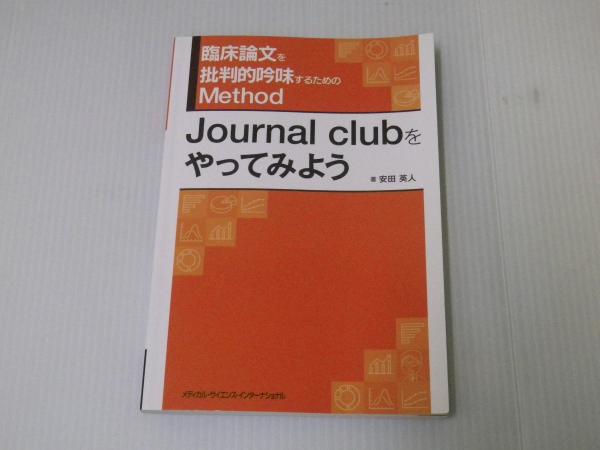 臨床論文を
批判的吟味するための
Method
Journal clubを
やってみよう
著 安田 英人
メディカル・サイエンス・インターナショナル